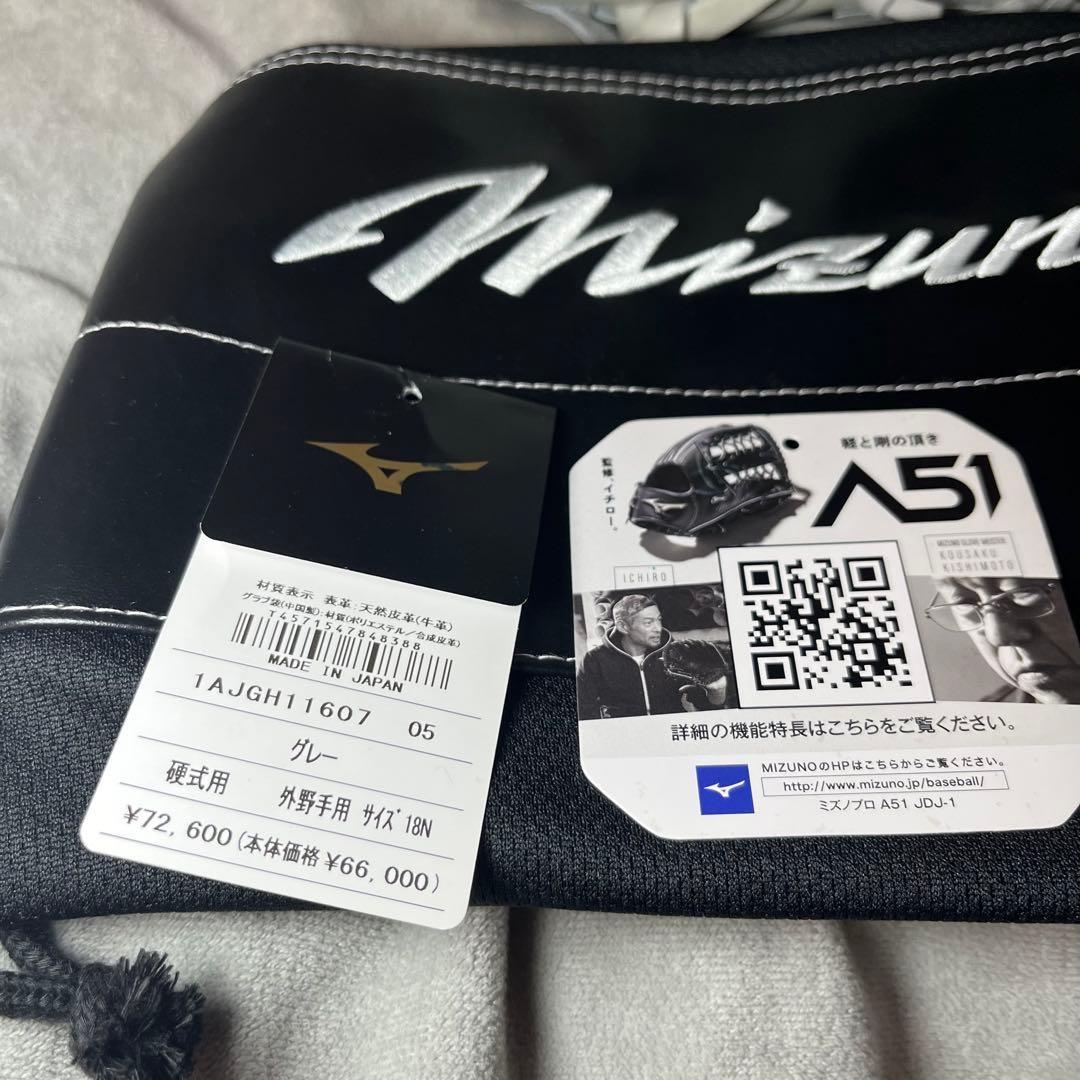 Mizun
材質表示 表革:天然皮革(牛革)
グラブ袋(中国製):材質(ポリエステル/合成皮革)
T4571547848388
MADE IN JAPAN
1AJGH11607 05
グレー
硬式用 外野手用 サイズ 18N
¥72,600(本体価格¥66,000)
軽と剛の頂き
監修、イチロー。
A51
ICHIRO
MIZUNO GLOVE MEISTER
KOUSAKU
KISHIMOTO
詳細の機能特長はこちらをご覧ください。
MIZUNOのHPはこちらからご覧ください。
http://www.mizuno.jp/baseball/
ミズノプロ A51 JDJ-1